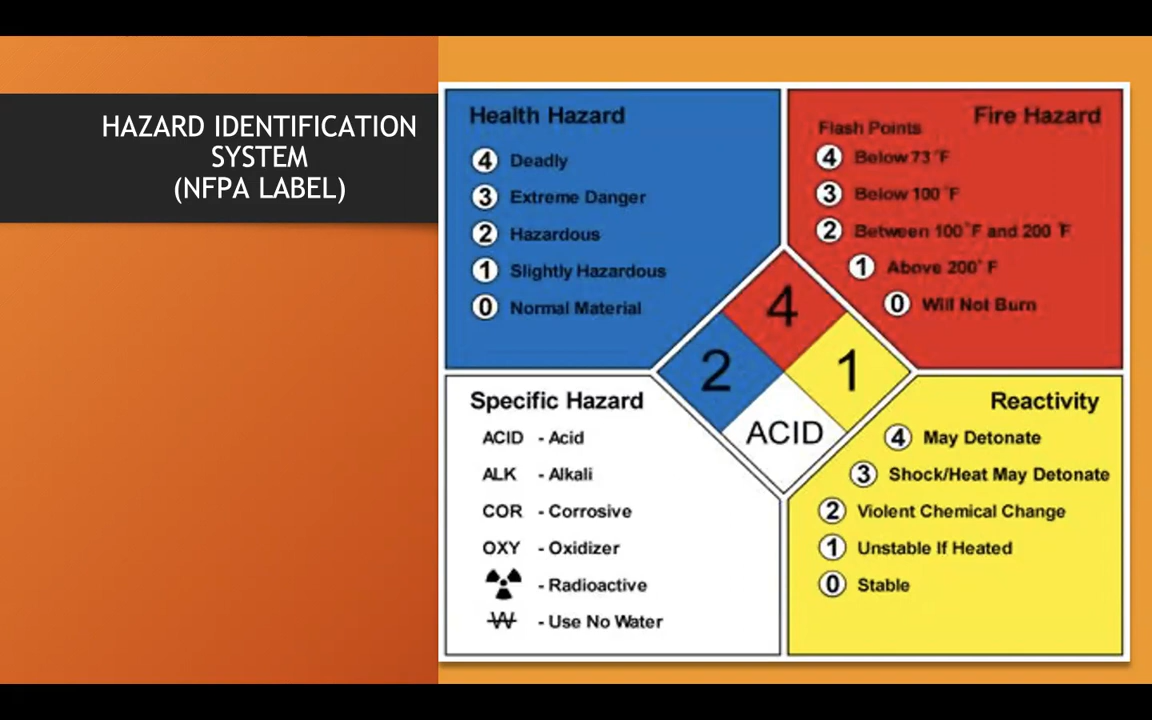 HAZARD IDENTIFICATION
SYSTEM
(NFPA LABEL)
Health Hazard
4 Deadly
3 Extreme Danger
2 Hazardous
1 Slightly Hazardous
0 Normal Material
Fire Hazard
Flash Points
4 Below 73°F
3 Below 100°F
2 Between 100°F and 200°F
1 Above 200°F
0 Will Not Burn
4
2
1
ACID
Specific Hazard
ACID - Acid
ALK - Alkali
COR - Corrosive
OXY - Oxidizer
- Radioactive
W - Use No Water
Reactivity
4 May Detonate
3 Shock/Heat May Detonate
2 Violent Chemical Change
1 Unstable If Heated
0 Stable